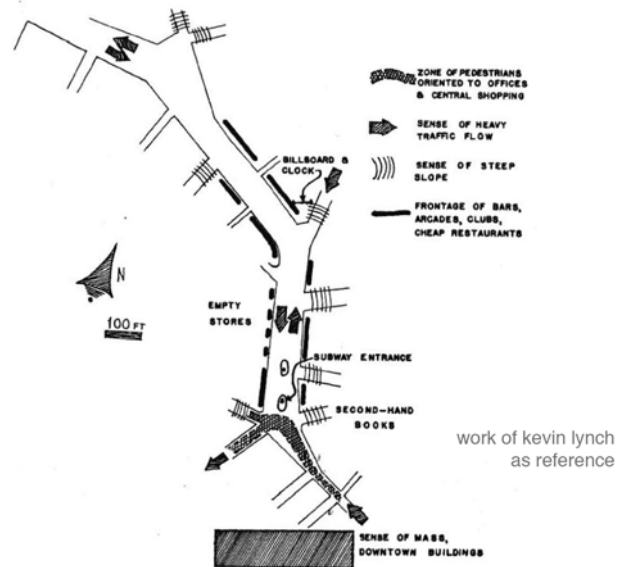 ZONE OF PEDESTRIANS
ORIENTED TO OFFICES
& CENTRAL SHOPPING
SENSE OF HEAVY
TRAFFIC FLOW
BILLBOARD &
CLOCK
SENSE OF STEEP
SLOPE
FRONTAGE OF BARS,
ARCADES, CLUBS,
CHEAP RESTAURANTS
N
100 FT
EMPTY
STORES
SUBWAY ENTRANCE
SECOND-HAND
BOOKS
work of kevin lynch
as reference
SENSE OF MASS,
DOWNTOWN BUILDINGS